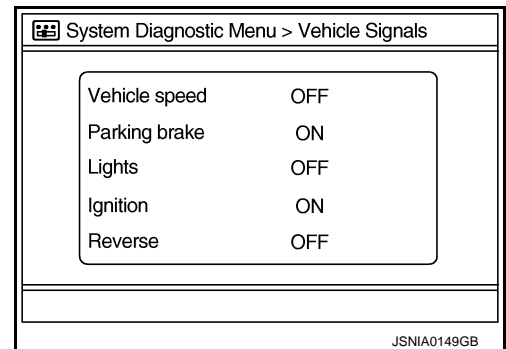 System Diagnostic Menu > Vehicle Signals
Vehicle speed OFF
Parking brake ON
Lights OFF
Ignition ON
Reverse OFF
JSNIA0149GB